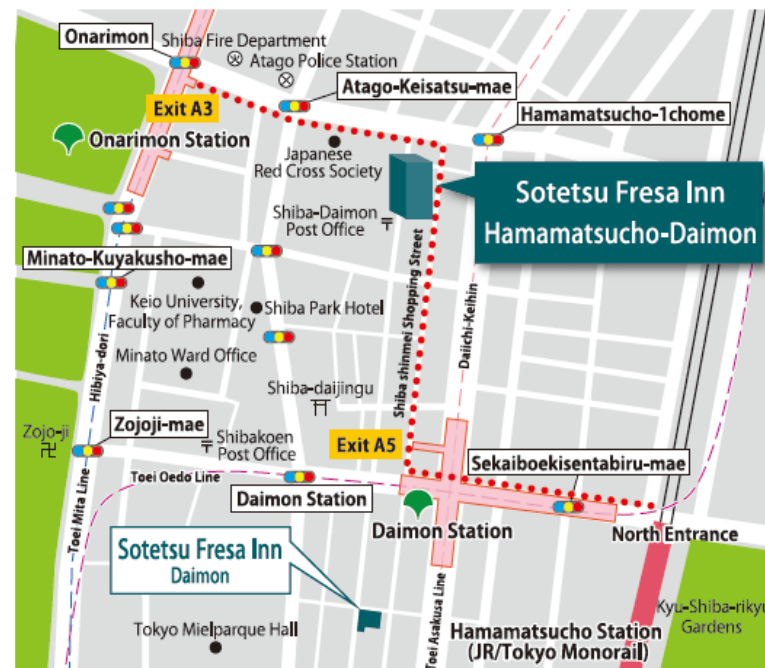 Onarimon
Shiba Fire Department
Atago Police Station
Atago-Keisatsu-mae
Exit A3
Hamamatsucho-1chome
Onarimon Station
Japanese
Red Cross Society
Sotetsu Fresa Inn
Hamamatsucho-Daimon
Shiba-Daimon
Post Office
〒
Minato-Kuyakusho-mae
Keio University,
Faculty of Pharmacy
Shiba Park Hotel
Shiba shinmei Shopping Street
Daiichi-Keihin
Minato Ward Office
Hibiya-dori
Shiba-daijingu
Zojoji-mae
Zojo-ji
卍
〒
Shibakoen
Post Office
Exit A5
Sekaiboekisentabiru-mae
Toei Oedo Line
Toei Mita Line
Daimon Station
Daimon Station
North Entrance
Sotetsu Fresa Inn
Daimon
Toei Asakusa Line
Kyu-Shiba-rikyu
Gardens
Tokyo Mielparque Hall
Hamamatsucho Station
(JR/Tokyo Monorail)